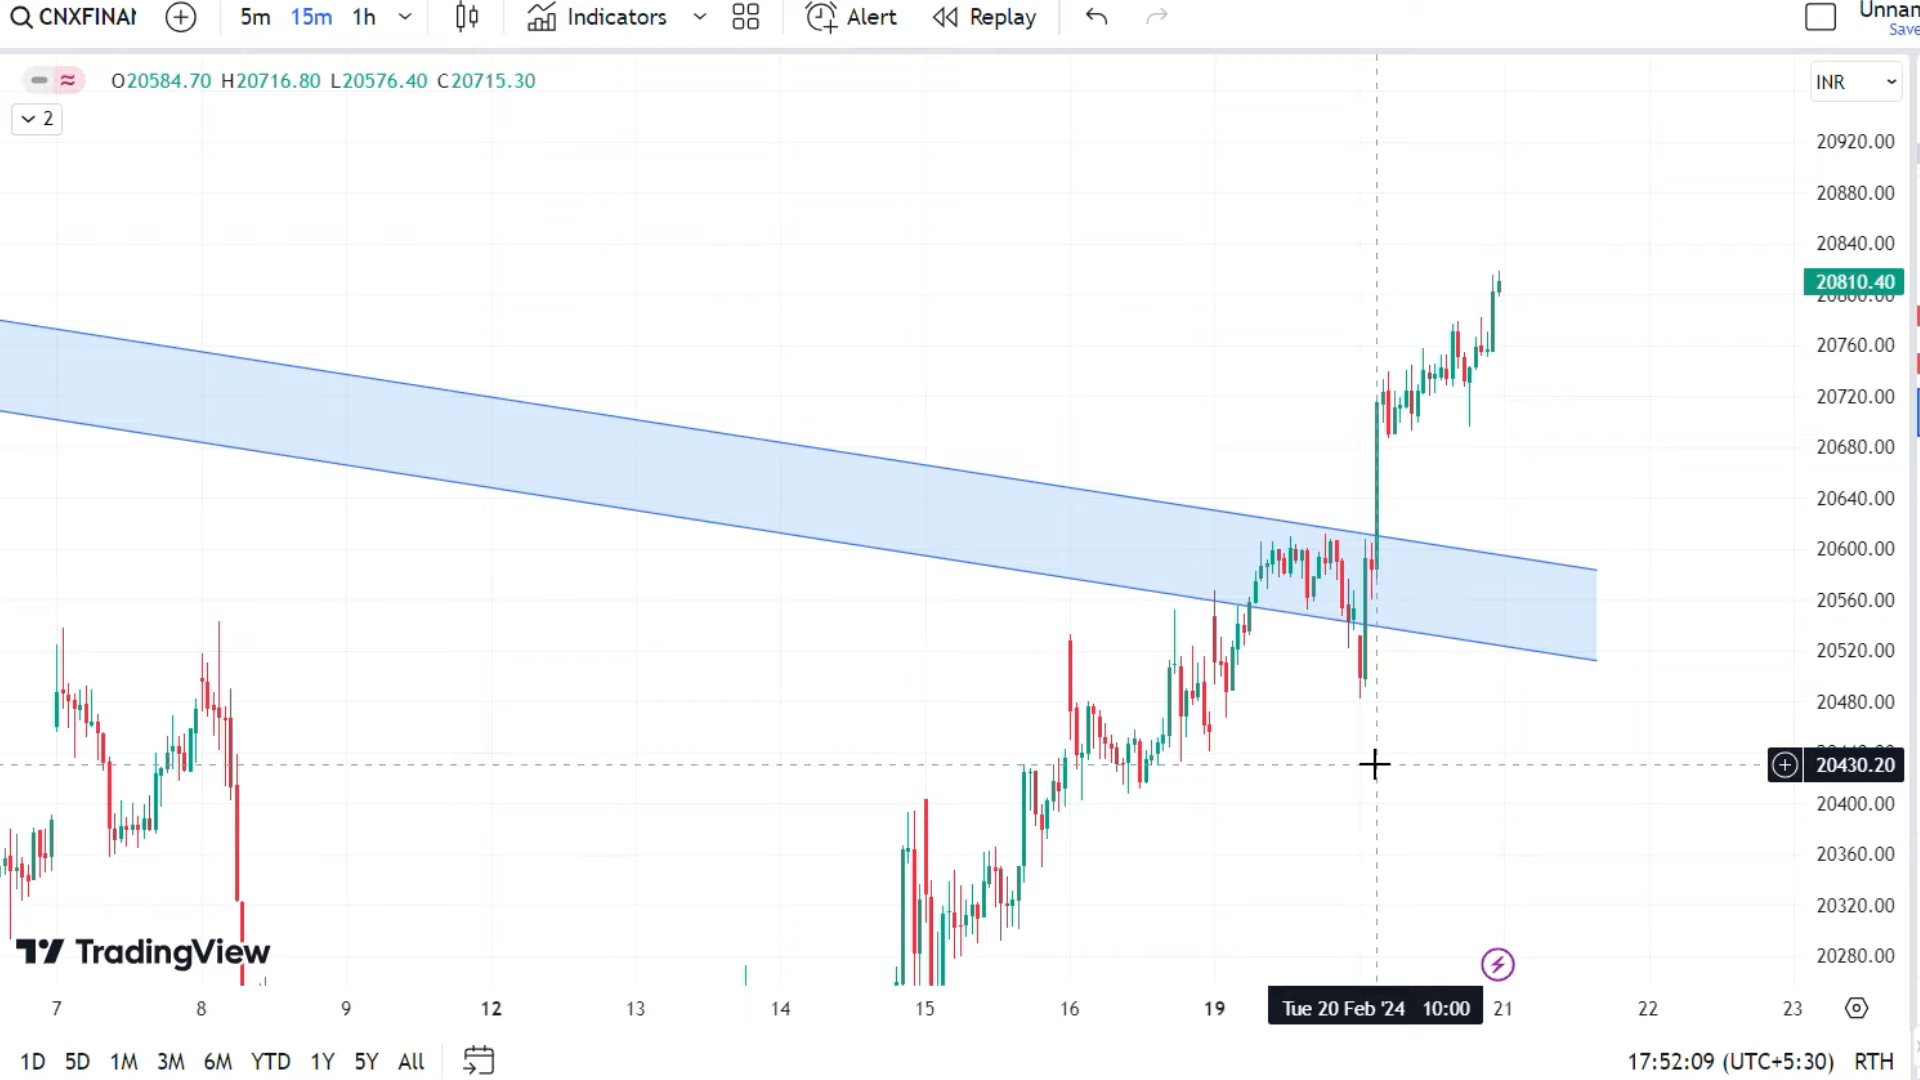 CNXFINAN 5m 15m 1h Indicators Alert Replay Unnan
Save
O20584.70 H20716.80 L20576.40 C20715.30
INR
2
20920.00
20880.00
20840.00
20810.40
20800.00
20760.00
20720.00
20680.00
20640.00
20600.00
20560.00
20520.00
20480.00
20430.20
20400.00
20360.00
20320.00
20280.00
TradingView
7 8 9 12 13 14 15 16 19 Tue 20 Feb '24 10:00 21 22 23
1D 5D 1M 3M 6M YTD 1Y 5Y All 17:52:09 (UTC+5:30) RTH